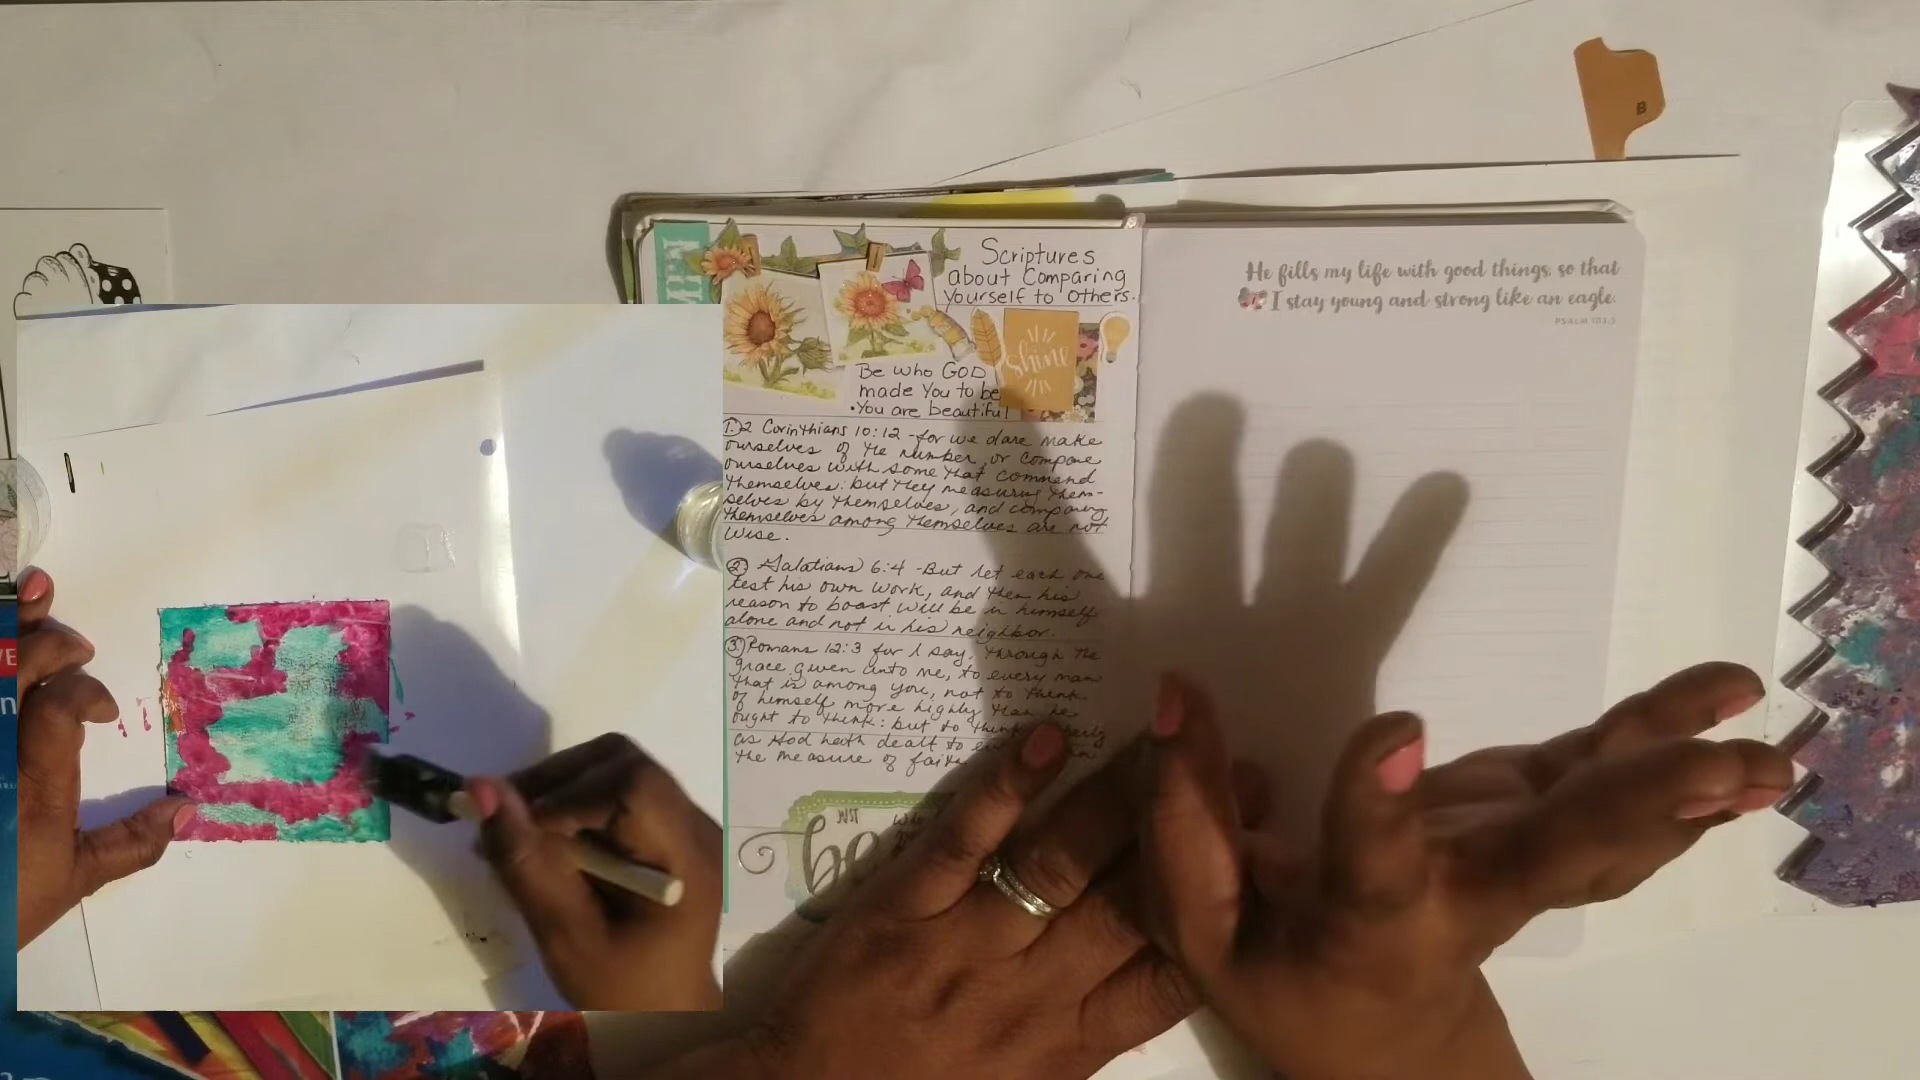 Scriptures
about Comparing
Yourself to Others.
shine
Be who GOD
made You to be
• You are beautiful
1. 2 Corinthians 10:12 - for we dare make
ourselves of the number, or compare
ourselves with some that commend
themselves: but they measuring them-
selves by themselves, and comparing
themselves among themselves are not
wise.
2. Galatians 6:4 - But let each one
test his own work, and then his
reason to boast will be in himself
alone and not in his neighbor.
3. Romans 12:3 for I say, through the
grace given unto me, to every man
that is among you, not to think
of himself more highly than he
ought to think: but to think
as God hath dealt to
the measure of faith
be
He fills my life with good things, so that
I stay young and strong like an eagle.
PSALM 103:5
B